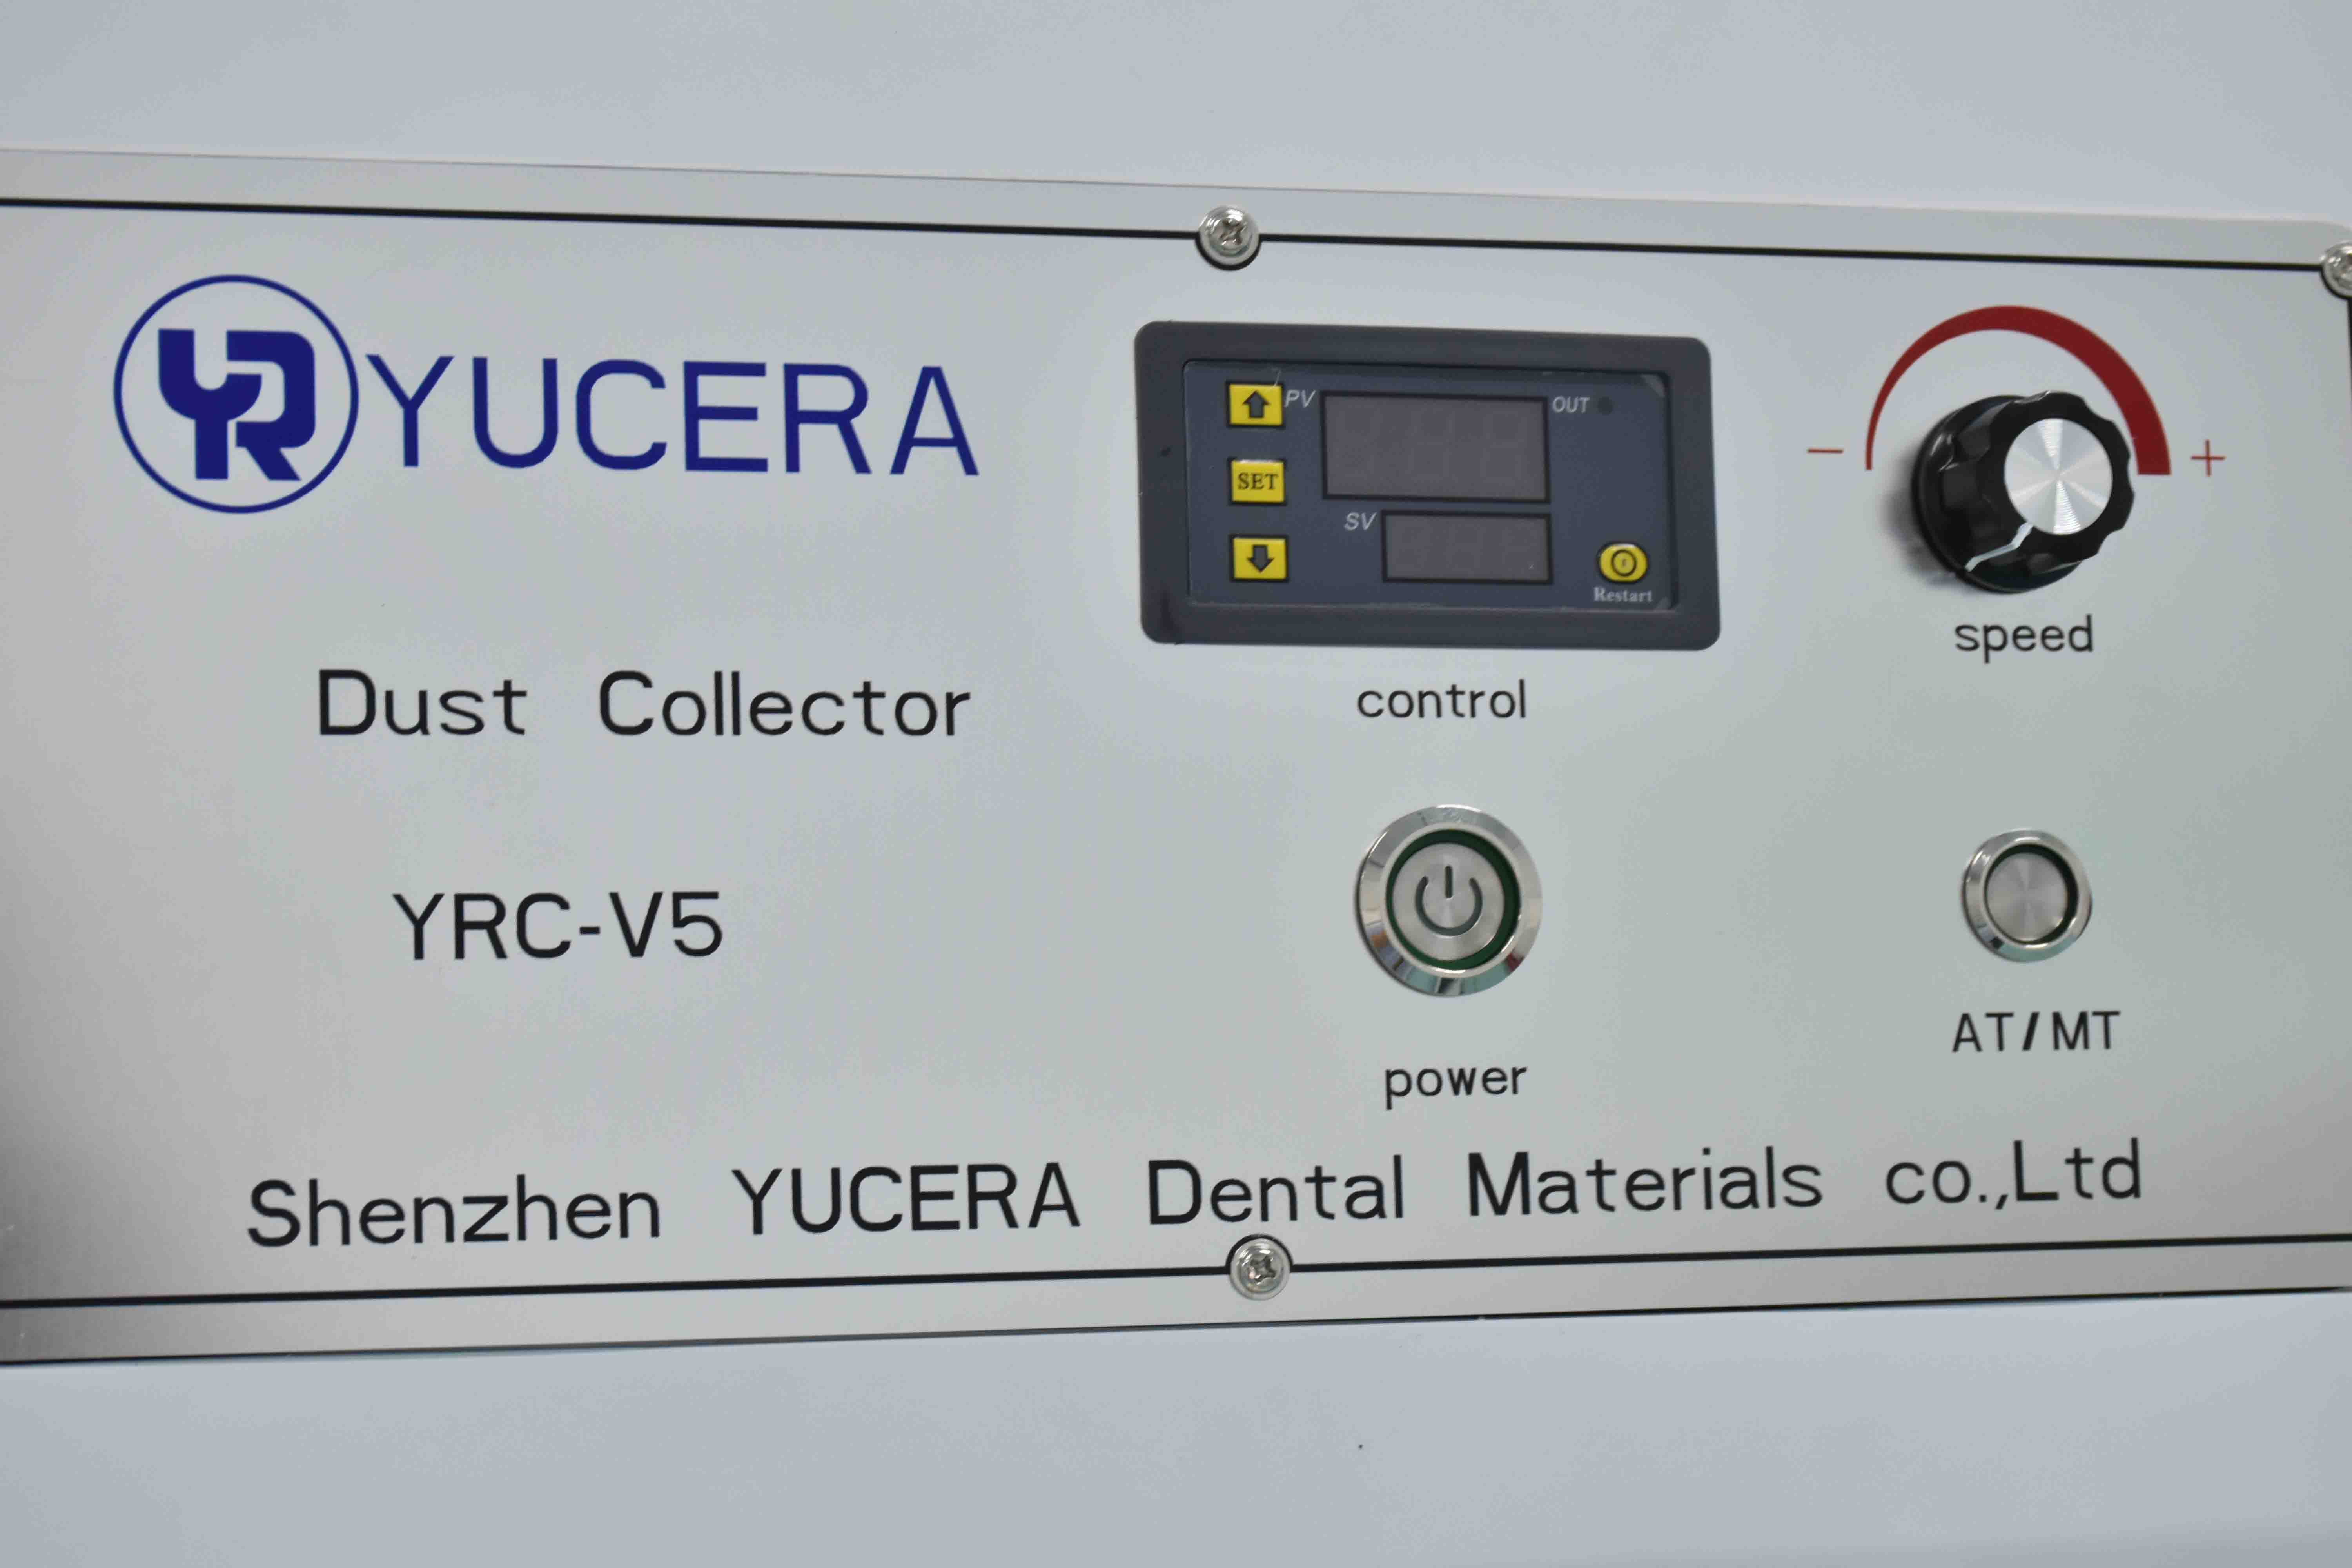 YR YUCERA
PV
OUT
SET
SV
Restart
- +
speed
control
Dust Collector
YRC-V5
power
AT/MT
Shenzhen YUCERA Dental Materials co.,Ltd